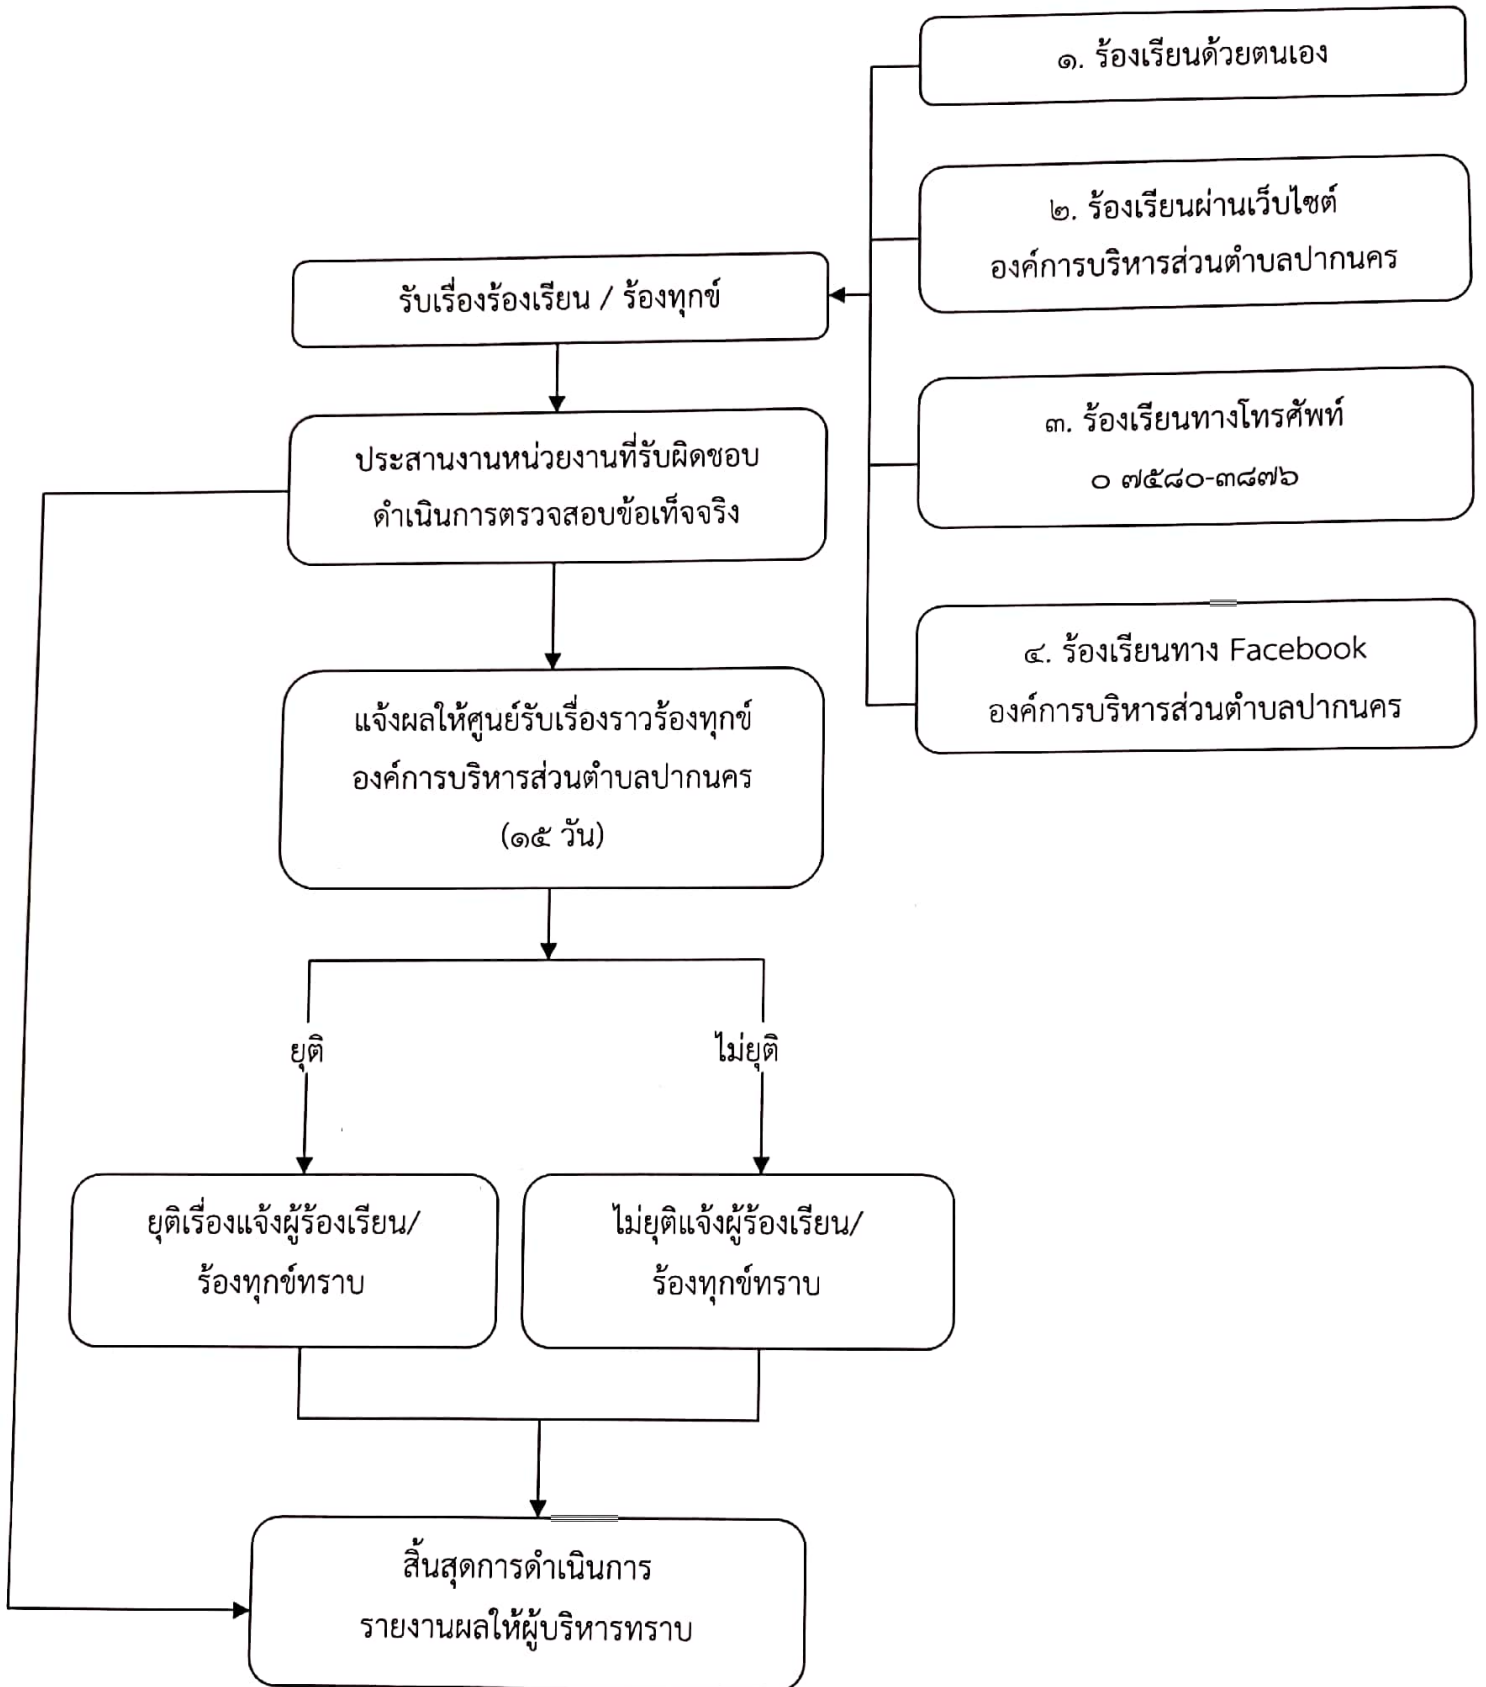 ๑. ร้องเรียนด้วยตนเอง
๒. ร้องเรียนผ่านเว็บไซต์
องค์การบริหารส่วนตำบลปากนคร
รับเรื่องร้องเรียน / ร้องทุกข์
๓. ร้องเรียนทางโทรศัพท์
๐ ๗๕๘๐-๓๘๗๖
ประสานงานหน่วยงานที่รับผิดชอบ
ดำเนินการตรวจสอบข้อเท็จจริง
๔. ร้องเรียนทาง Facebook
องค์การบริหารส่วนตำบลปากนคร
แจ้งผลให้ศูนย์รับเรื่องราวร้องทุกข์
องค์การบริหารส่วนตำบลปากนคร
(๑๕ วัน)
ยุติ
ไม่ยุติ
ยุติเรื่องแจ้งผู้ร้องเรียน/
ร้องทุกข์ทราบ
ไม่ยุติแจ้งผู้ร้องเรียน/
ร้องทุกข์ทราบ
สิ้นสุดการดำเนินการ
รายงานผลให้ผู้บริหารทราบ